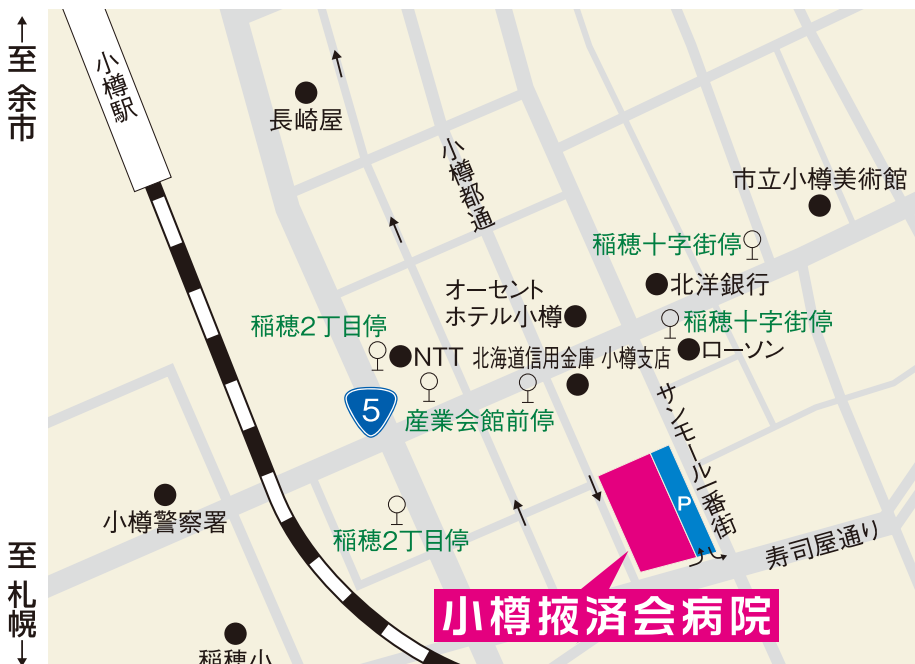 ↑至 余市
小樽駅
長崎屋
小樽都通
市立小樽美術館
稲穂十字街停
北洋銀行
オーセント
ホテル小樽
稲穂十字街停
稲穂2丁目停
ローソン
NTT
北海道信用金庫 小樽支店
5
産業会館前停
サンモール一番街
小樽警察署
P
稲穂2丁目停
寿司屋通り
至 札幌↓
小樽掖済会病院
稲穂小